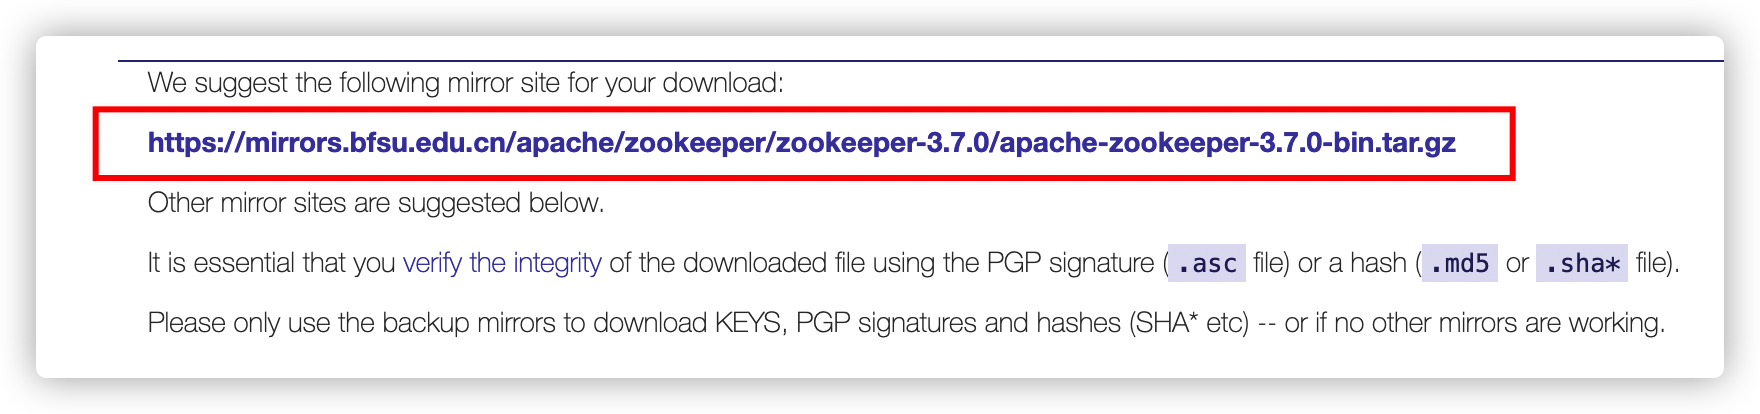 We suggest the following mirror site for your download:
https://mirrors.bfsu.edu.cn/apache/zookeeper/zookeeper-3.7.0/apache-zookeeper-3.7.0-bin.tar.gz
Other mirror sites are suggested below.
It is essential that you verify the integrity of the downloaded file using the PGP signature ( .asc file) or a hash ( .md5 or .sha* file).
Please only use the backup mirrors to download KEYS, PGP signatures and hashes (SHA* etc) -- or if no other mirrors are working.